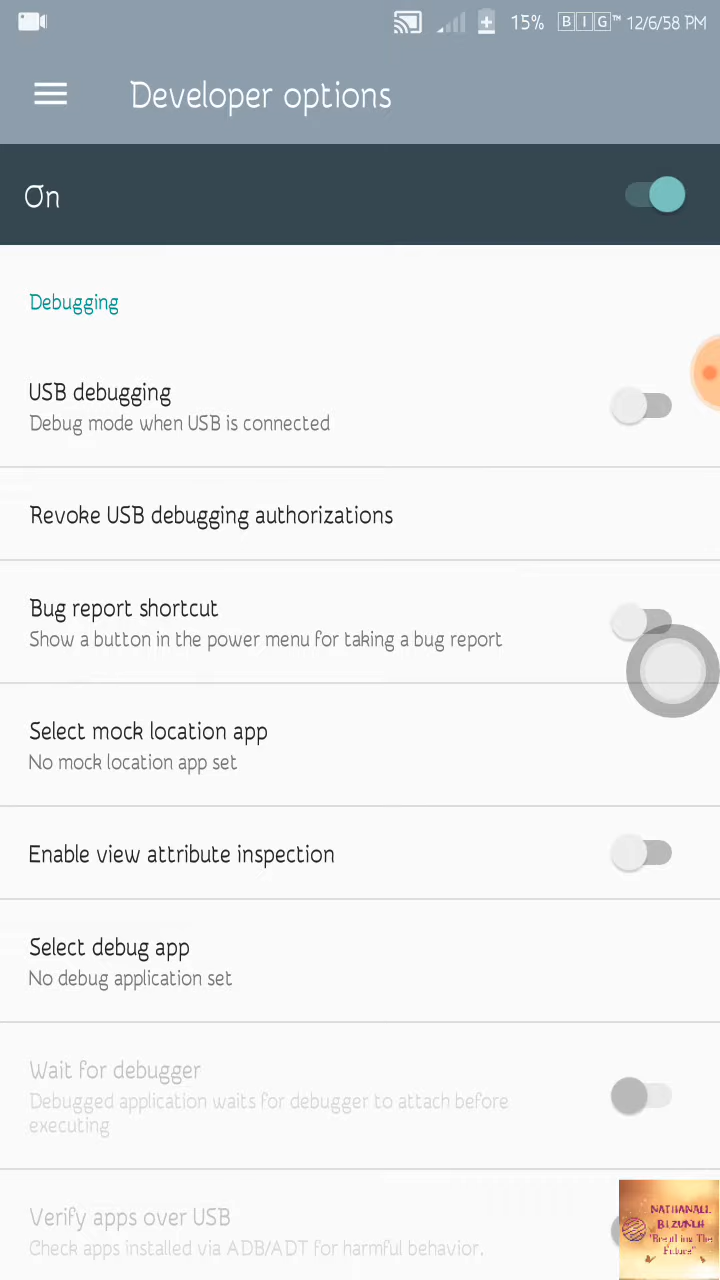 15% BIG™ 12/6/58 PM
Developer options
On
Debugging
USB debugging
Debug mode when USB is connected
Revoke USB debugging authorizations
Bug report shortcut
Show a button in the power menu for taking a bug report
Select mock location app
No mock location app set
Enable view attribute inspection
Select debug app
No debug application set
Wait for debugger
Debugged application waits for debugger to attach before
executing
Verify apps over USB
Check apps installed via ADB/ADT for harmful behavior.
"Breathing The
Future"